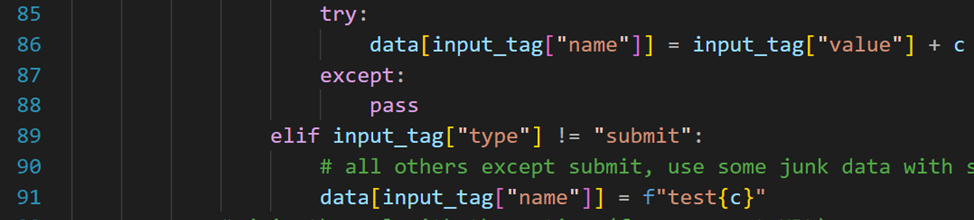 85 try:
86 data[input_tag["name"]] = input_tag["value"] + c
87 except:
88 pass
89 elif input_tag["type"] != "submit":
90 # all others except submit, use some junk data with s
91 data[input_tag["name"]] = f"test{c}"